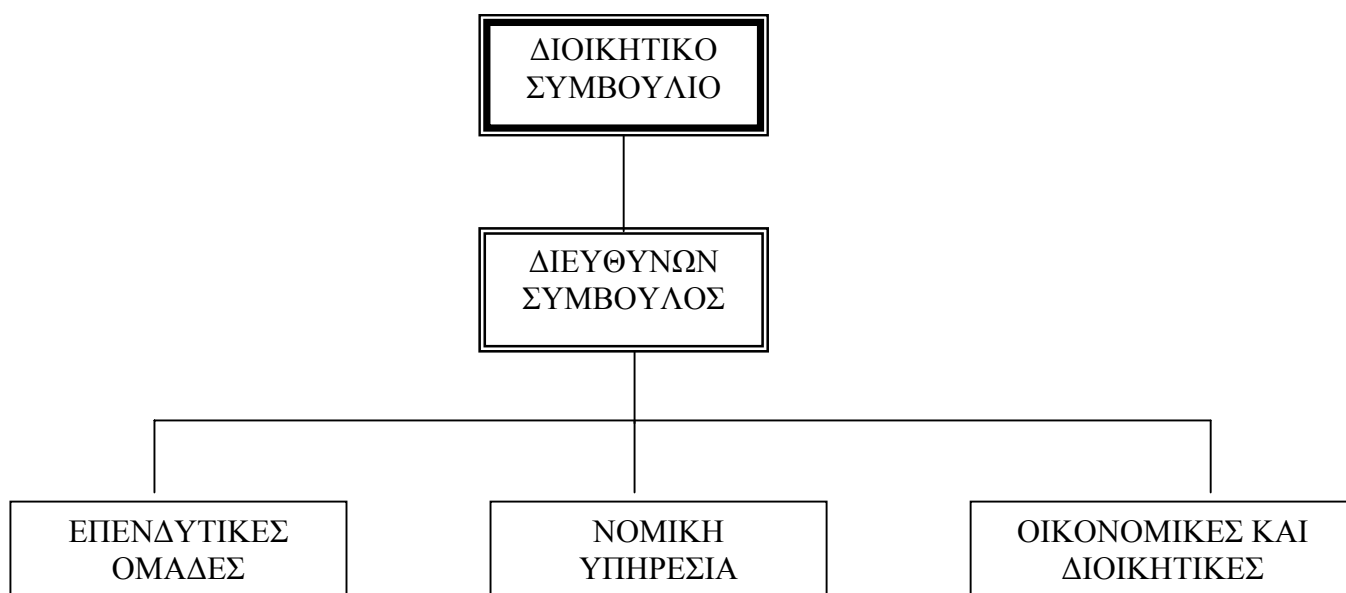 ΔΙΟΙΚΗΤΙΚΟ
ΣΥΜΒΟΥΛΙΟ
ΔΙΕΥΘΥΝΩΝ
ΣΥΜΒΟΥΛΟΣ
ΕΠΕΝΔΥΤΙΚΕΣ
ΟΜΑΔΕΣ
ΝΟΜΙΚΗ
ΥΠΗΡΕΣΙΑ
ΟΙΚΟΝΟΜΙΚΕΣ ΚΑΙ
ΔΙΟΙΚΗΤΙΚΕΣ